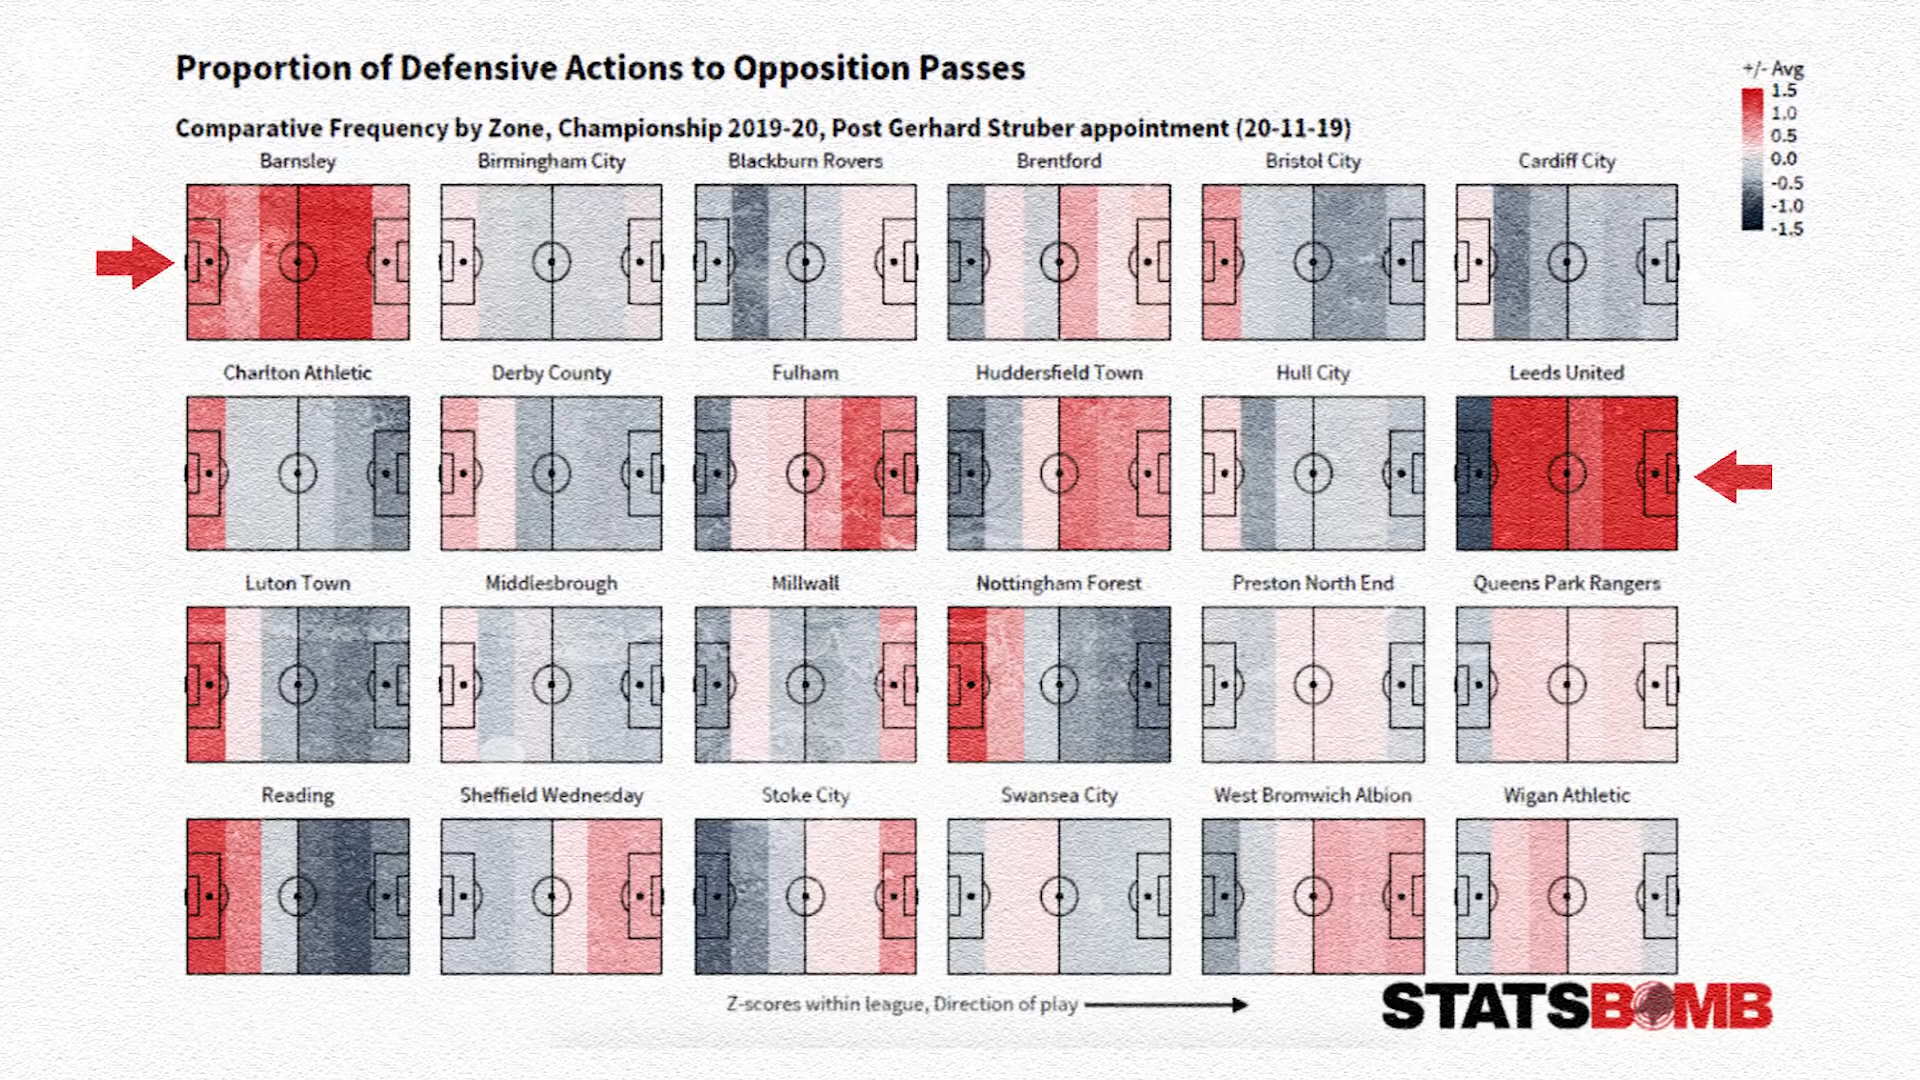 Proportion of Defensive Actions to Opposition Passes
+/- Avg
1.5
1.0
0.5
0.0
-0.5
-1.0
-1.5
Comparative Frequency by Zone, Championship 2019-20, Post Gerhard Struber appointment (20-11-19)
Barnsley
Birmingham City
Blackburn Rovers
Brentford
Bristol City
Cardiff City
Charlton Athletic
Derby County
Fulham
Huddersfield Town
Hull City
Leeds United
Luton Town
Middlesbrough
Millwall
Nottingham Forest
Preston North End
Queens Park Rangers
Reading
Sheffield Wednesday
Stoke City
Swansea City
West Bromwich Albion
Wigan Athletic
Z-scores within league, Direction of play
STATSBOMB